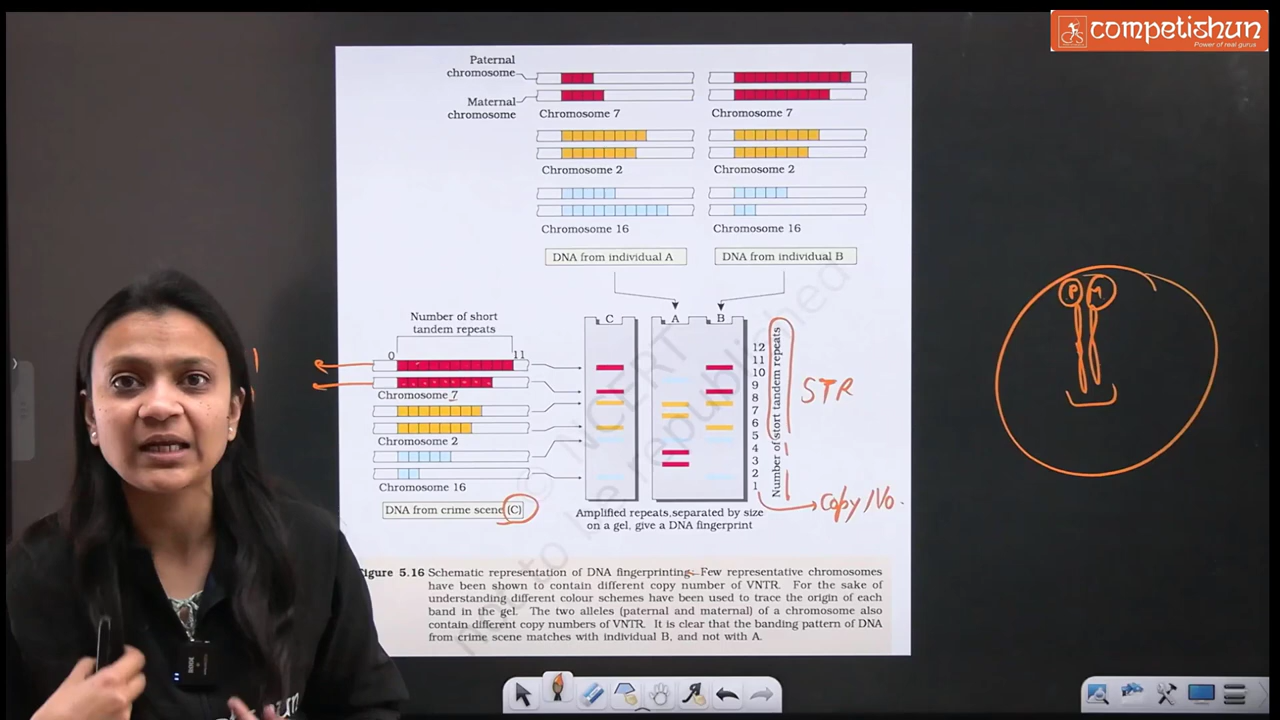 competishun
Power of real gurus
Paternal
chromosome
Maternal
chromosome
Chromosome 7
Chromosome 7
Chromosome 2
Chromosome 2
Chromosome 16
Chromosome 16
DNA from individual A
DNA from individual B
Number of short
tandem repeats
0
11
Chromosome 7
Chromosome 2
Chromosome 16
DNA from crime scene (C)
C
A
B
12
11
10
9
8
7
6
5
4
3
2
1
Number of stort tandem repeats
STR
Copy No.
P
M
Amplified repeats,separated by size
on a gel, give a DNA fingerprint
© NCERT
not to be republished
Figure 5.16 Schematic representation of DNA fingerprinting Few representative chromosomes
have been shown to contain different copy number of VNTR. For the sake of
understanding different colour schemes have been used to trace the origin of each
band in the gel. The two alleles (paternal and maternal) of a chromosome also
contain different copy numbers of VNTR. It is clear that the banding pattern of DNA
from crime scene matches with individual B, and not with A.